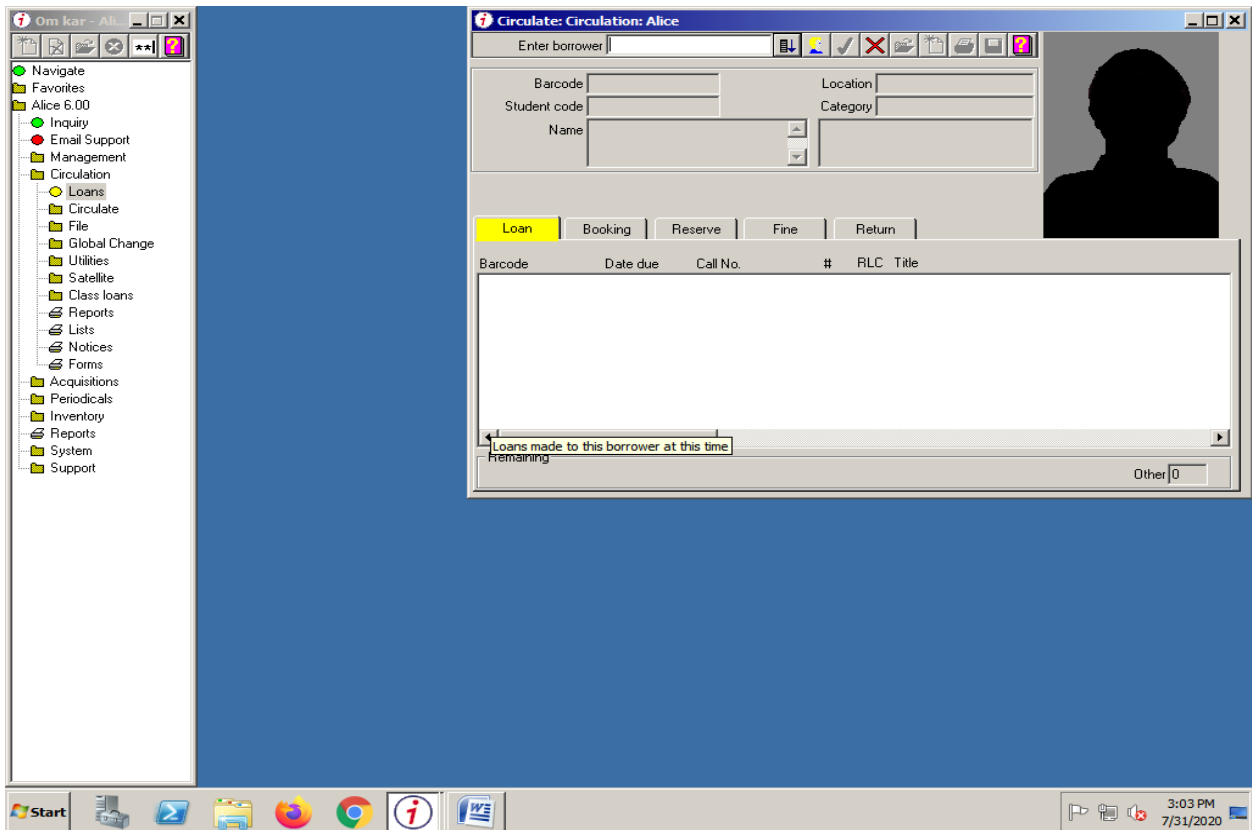 Om kar - Ali...
**
?
Navigate
Favorites
Alice 6.00
Inquiry
Email Support
Management
Circulation
Loans
Circulate
File
Global Change
Utilities
Satellite
Class loans
Reports
Lists
Notices
Forms
Acquisitions
Periodicals
Inventory
Reports
System
Support
Circulate: Circulation: Alice
Enter borrower
?
Barcode
Location
Student code
Category
Name
Loan Booking Reserve Fine Return
Barcode Date due Call No. # RLC Title
Loans made to this borrower at this time
Remaining
Other 0
Start
3:03 PM
7/31/2020